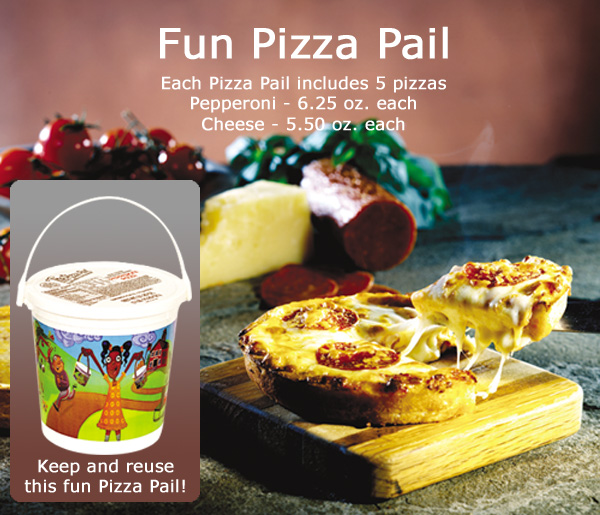 Fun Pizza Pail
Each Pizza Pail includes 5 pizzas
Pepperoni - 6.25 oz. each
Cheese - 5.50 oz. each
Keep and reuse
this fun Pizza Pail!